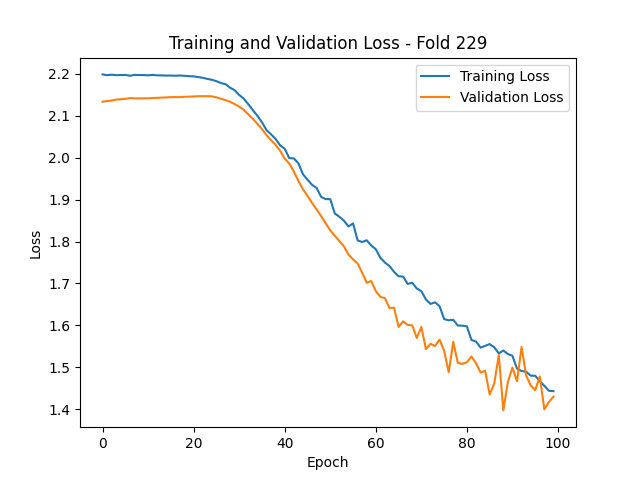 Training and Validation Loss - Fold 229
Training Loss
Validation Loss
2.2
2.1
2.0
1.9
1.8
1.7
1.6
1.5
1.4
Loss
0 20 40 60 80 100
Epoch